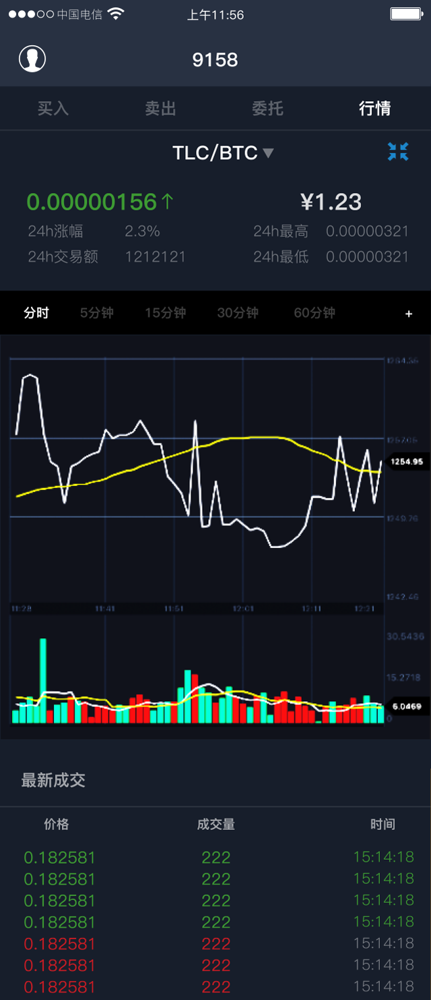 中国电信 上午11:56
9158
买入 卖出 委托 行情
TLC/BTC
0.00000156↑ ¥1.23
24h涨幅 2.3% 24h最高 0.00000321
24h交易额 1212121 24h最低 0.00000321
分时 5分钟 15分钟 30分钟 60分钟 +
1264.36
1257.06
1254.95
1249.76
1242.46
11:28 11:41 11:51 12:01 12:11 12:21
30.5436
15.2718
6.0469
0
最新成交
价格 成交量 时间
0.182581 222 15:14:18
0.182581 222 15:14:18
0.182581 222 15:14:18
0.182581 222 15:14:18
0.182581 222 15:14:18
0.182581 222 15:14:18
0.182581 222 15:14:18